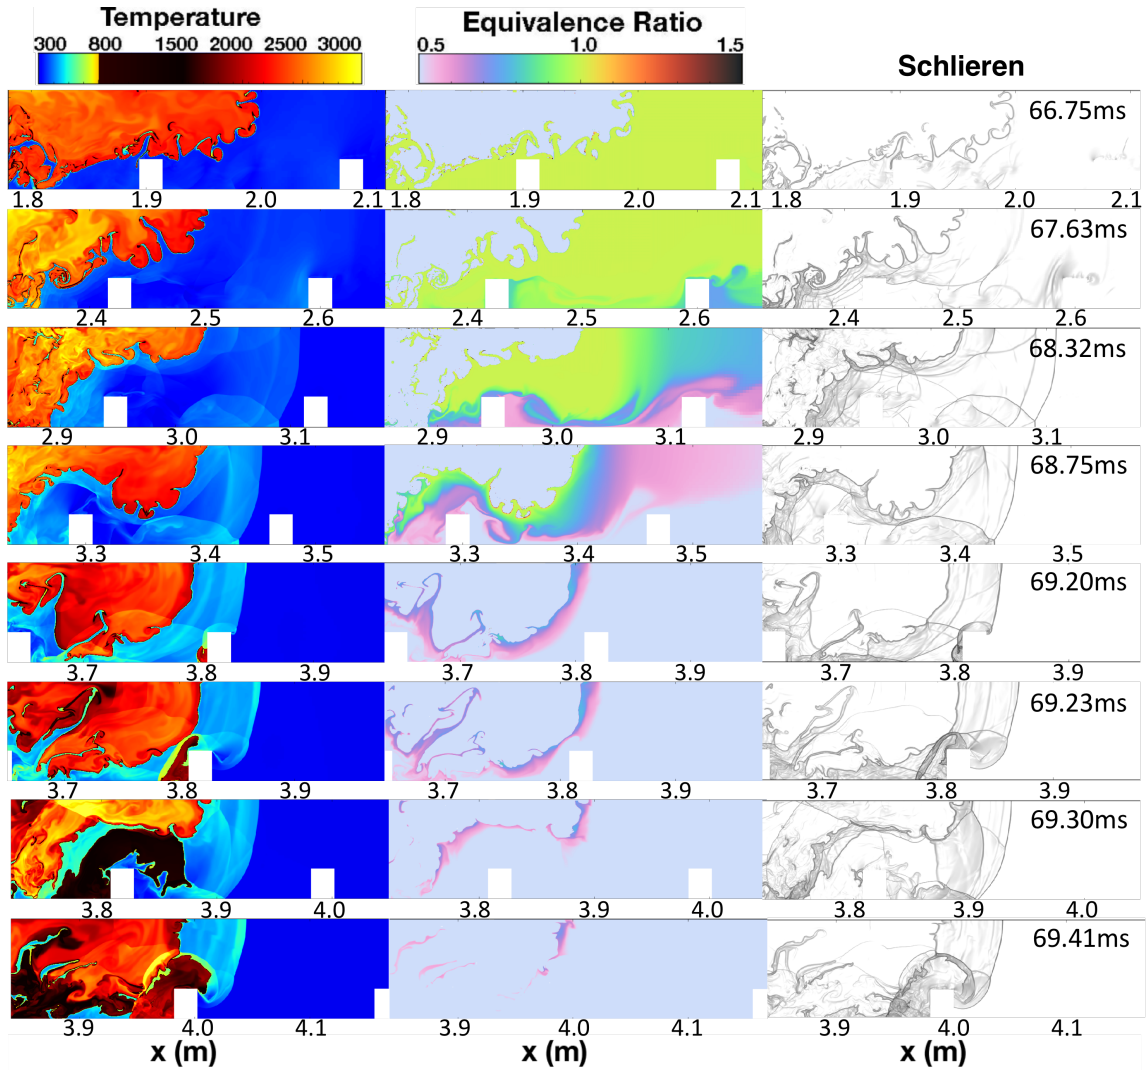 Temperature
300 800 1500 2000 2500 3000
Equivalence Ratio
0.5 1.0 1.5
Schlieren
66.75ms
1.8 1.9 2.0 2.1 1.8 1.9 2.0 2.1 1.8 1.9 2.0 2.1
67.63ms
2.4 2.5 2.6 2.4 2.5 2.6 2.4 2.5 2.6
68.32ms
2.9 3.0 3.1 2.9 3.0 3.1 2.9 3.0 3.1
68.75ms
3.3 3.4 3.5 3.3 3.4 3.5 3.3 3.4 3.5
69.20ms
3.7 3.8 3.9 3.7 3.8 3.9 3.7 3.8 3.9
69.23ms
3.7 3.8 3.9 3.7 3.8 3.9 3.7 3.8 3.9
69.30ms
3.8 3.9 4.0 3.8 3.9 4.0 3.8 3.9 4.0
69.41ms
3.9 4.0 4.1 3.9 4.0 4.1 3.9 4.0 4.1
x (m) x (m) x (m)